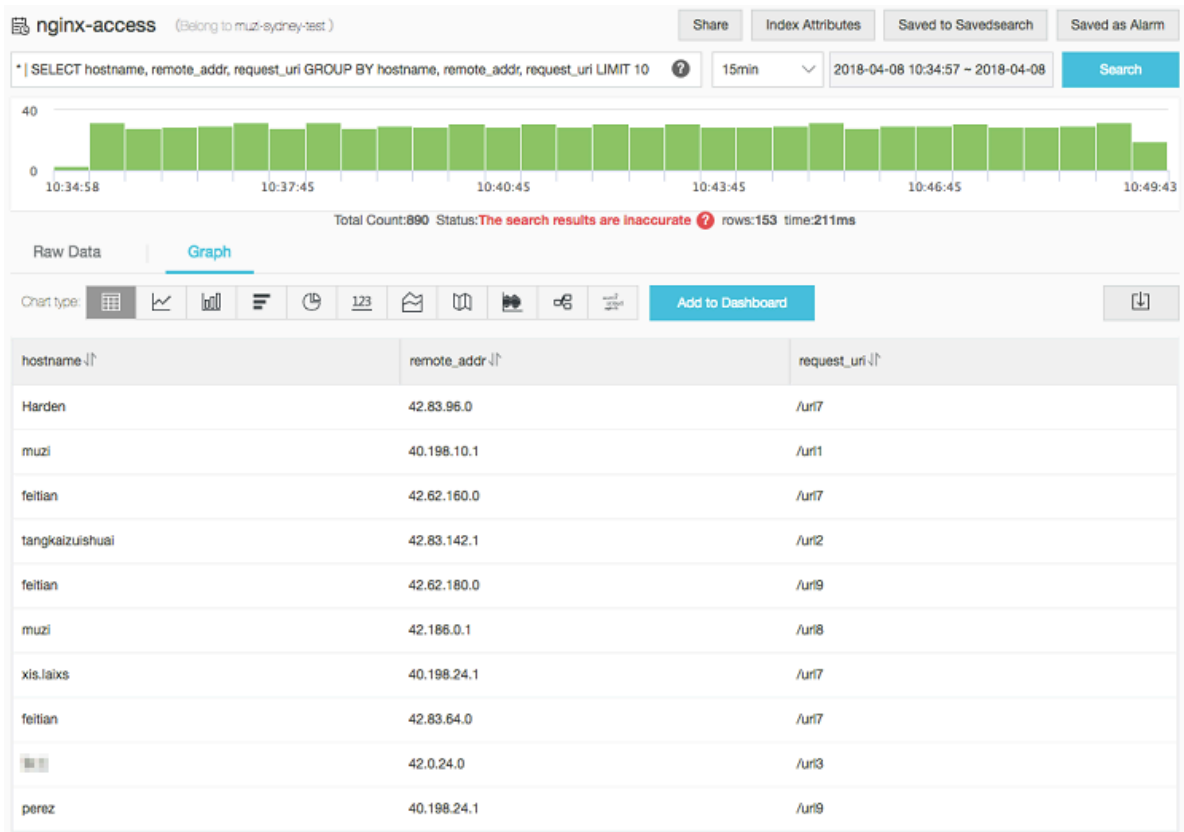 nginx-access (Belong to muzi-sydney-test) Share Index Attributes Saved to Savedsearch Saved as Alarm
* | SELECT hostname, remote_addr, request_uri GROUP BY hostname, remote_addr, request_uri LIMIT 10 ? 15min 2018-04-08 10:34:57 ~ 2018-04-08 Search
40
0
10:34:58 10:37:45 10:40:45 10:43:45 10:46:45 10:49:43
Total Count:890 Status:The search results are inaccurate ? rows:153 time:211ms
Raw Data Graph
Chart type: 123 Add to Dashboard
hostname remote_addr request_uri
Harden 42.83.96.0 /url7
muzi 40.198.10.1 /url1
feitian 42.62.160.0 /url7
tangkaizuishuai 42.83.142.1 /url2
feitian 42.62.180.0 /url9
muzi 42.186.0.1 /url8
xis.laixs 40.198.24.1 /url7
feitian 42.83.64.0 /url7
42.0.24.0 /url3
perez 40.198.24.1 /url9